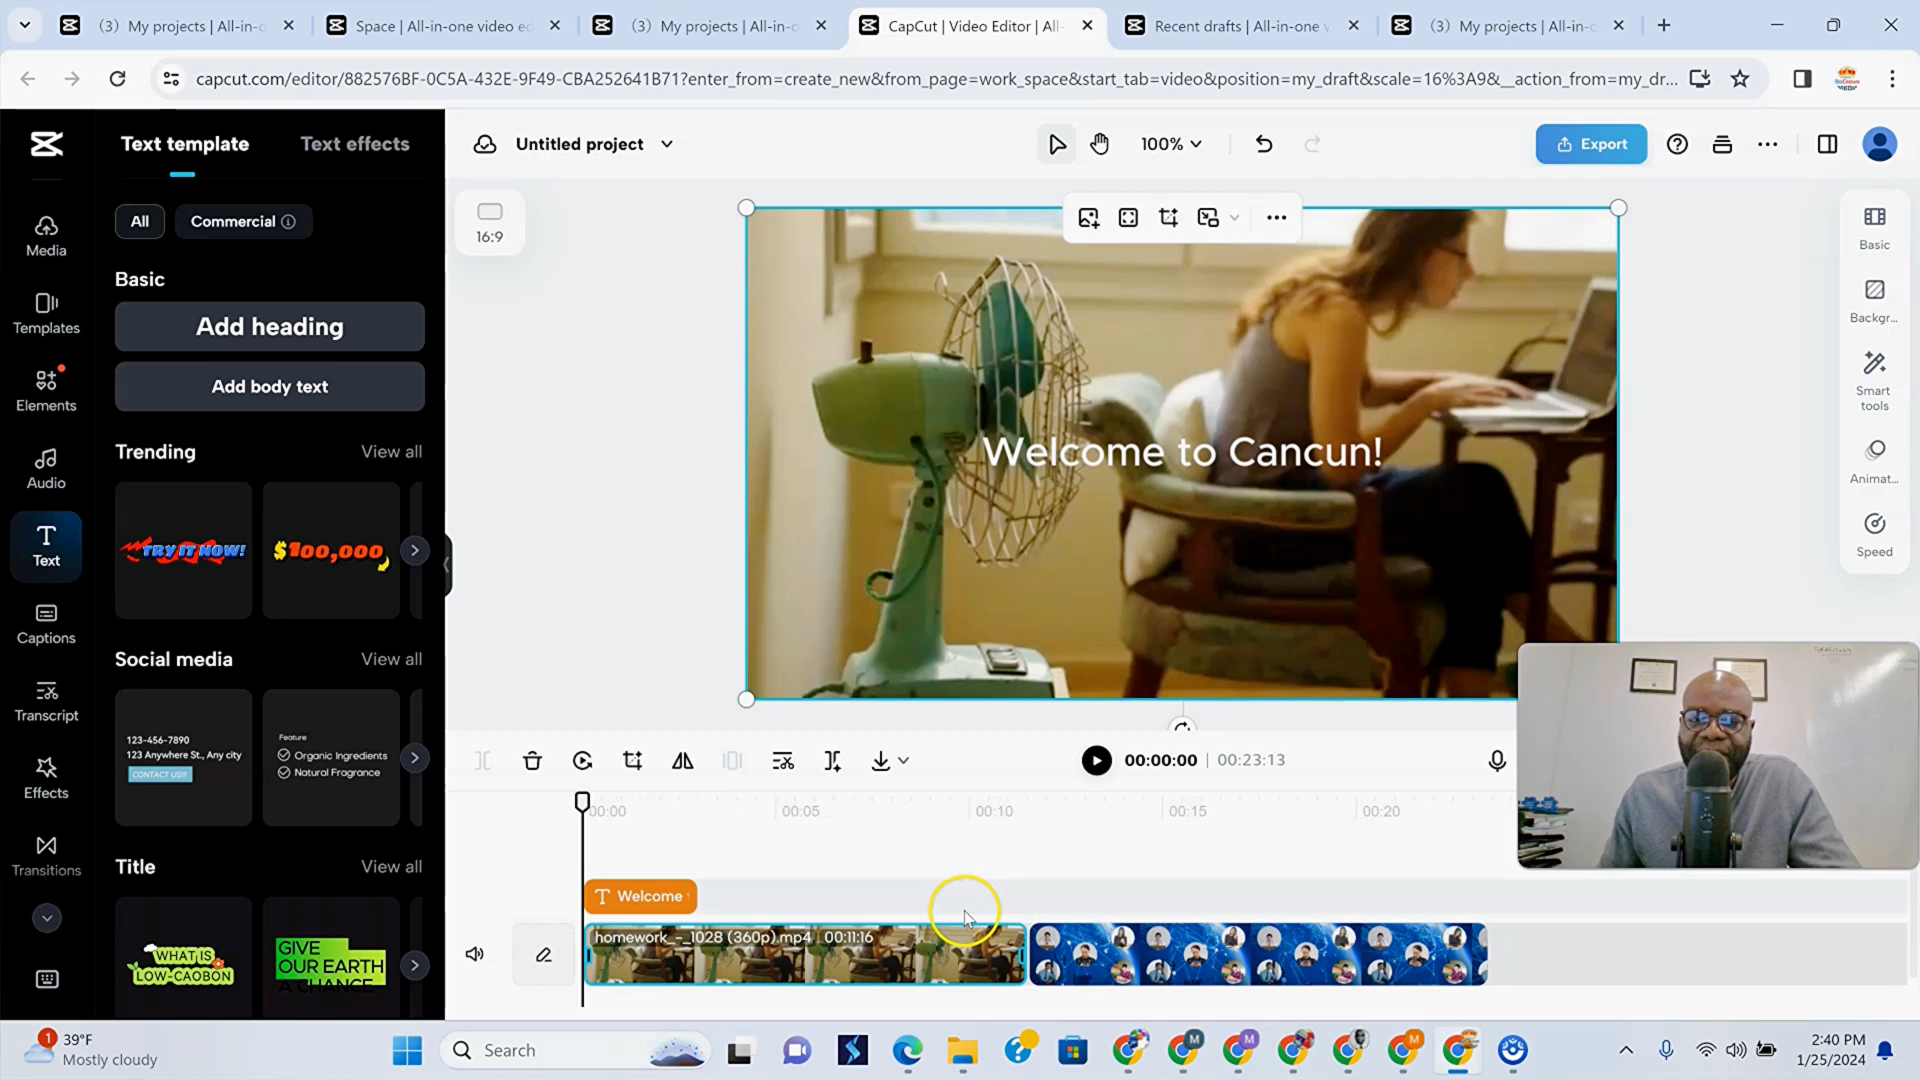 (3) My projects | All-in-o
Space | All-in-one video ed
(3) My projects | All-in-o
CapCut | Video Editor | All-
Recent drafts | All-in-one v
(3) My projects | All-in-o
capcut.com/editor/882576BF-0C5A-432E-9F49-CBA252641B71?enter_from=create_new&from_page=work_space&start_tab=video&position=my_draft&scale=16%3A9&__action_from=my_dr...
Text template
Text effects
Untitled project
100%
Export
All
Commercial
16:9
Media
Templates
Elements
Audio
Text
Captions
Transcript
Effects
Transitions
Basic
Add heading
Add body text
Trending
View all
TRY IT NOW!
$100,000
Social media
View all
123-456-7890
123 Anywhere St., Any city
CONTACT US!!
Feature
Organic Ingredients
Natural Fragrance
Title
View all
WHAT IS
LOW-CAOBON
GIVE
OUR EARTH
A CHANGE
Welcome to Cancun!
Basic
Backgr...
Smart
tools
Animat...
Speed
00:00:00 | 00:23:13
00:00
00:05
00:10
00:15
00:20
Welcome
homework_-_1028 (360p).mp4 00:11:16
1
39°F
Mostly cloudy
Search
2:40 PM
1/25/2024